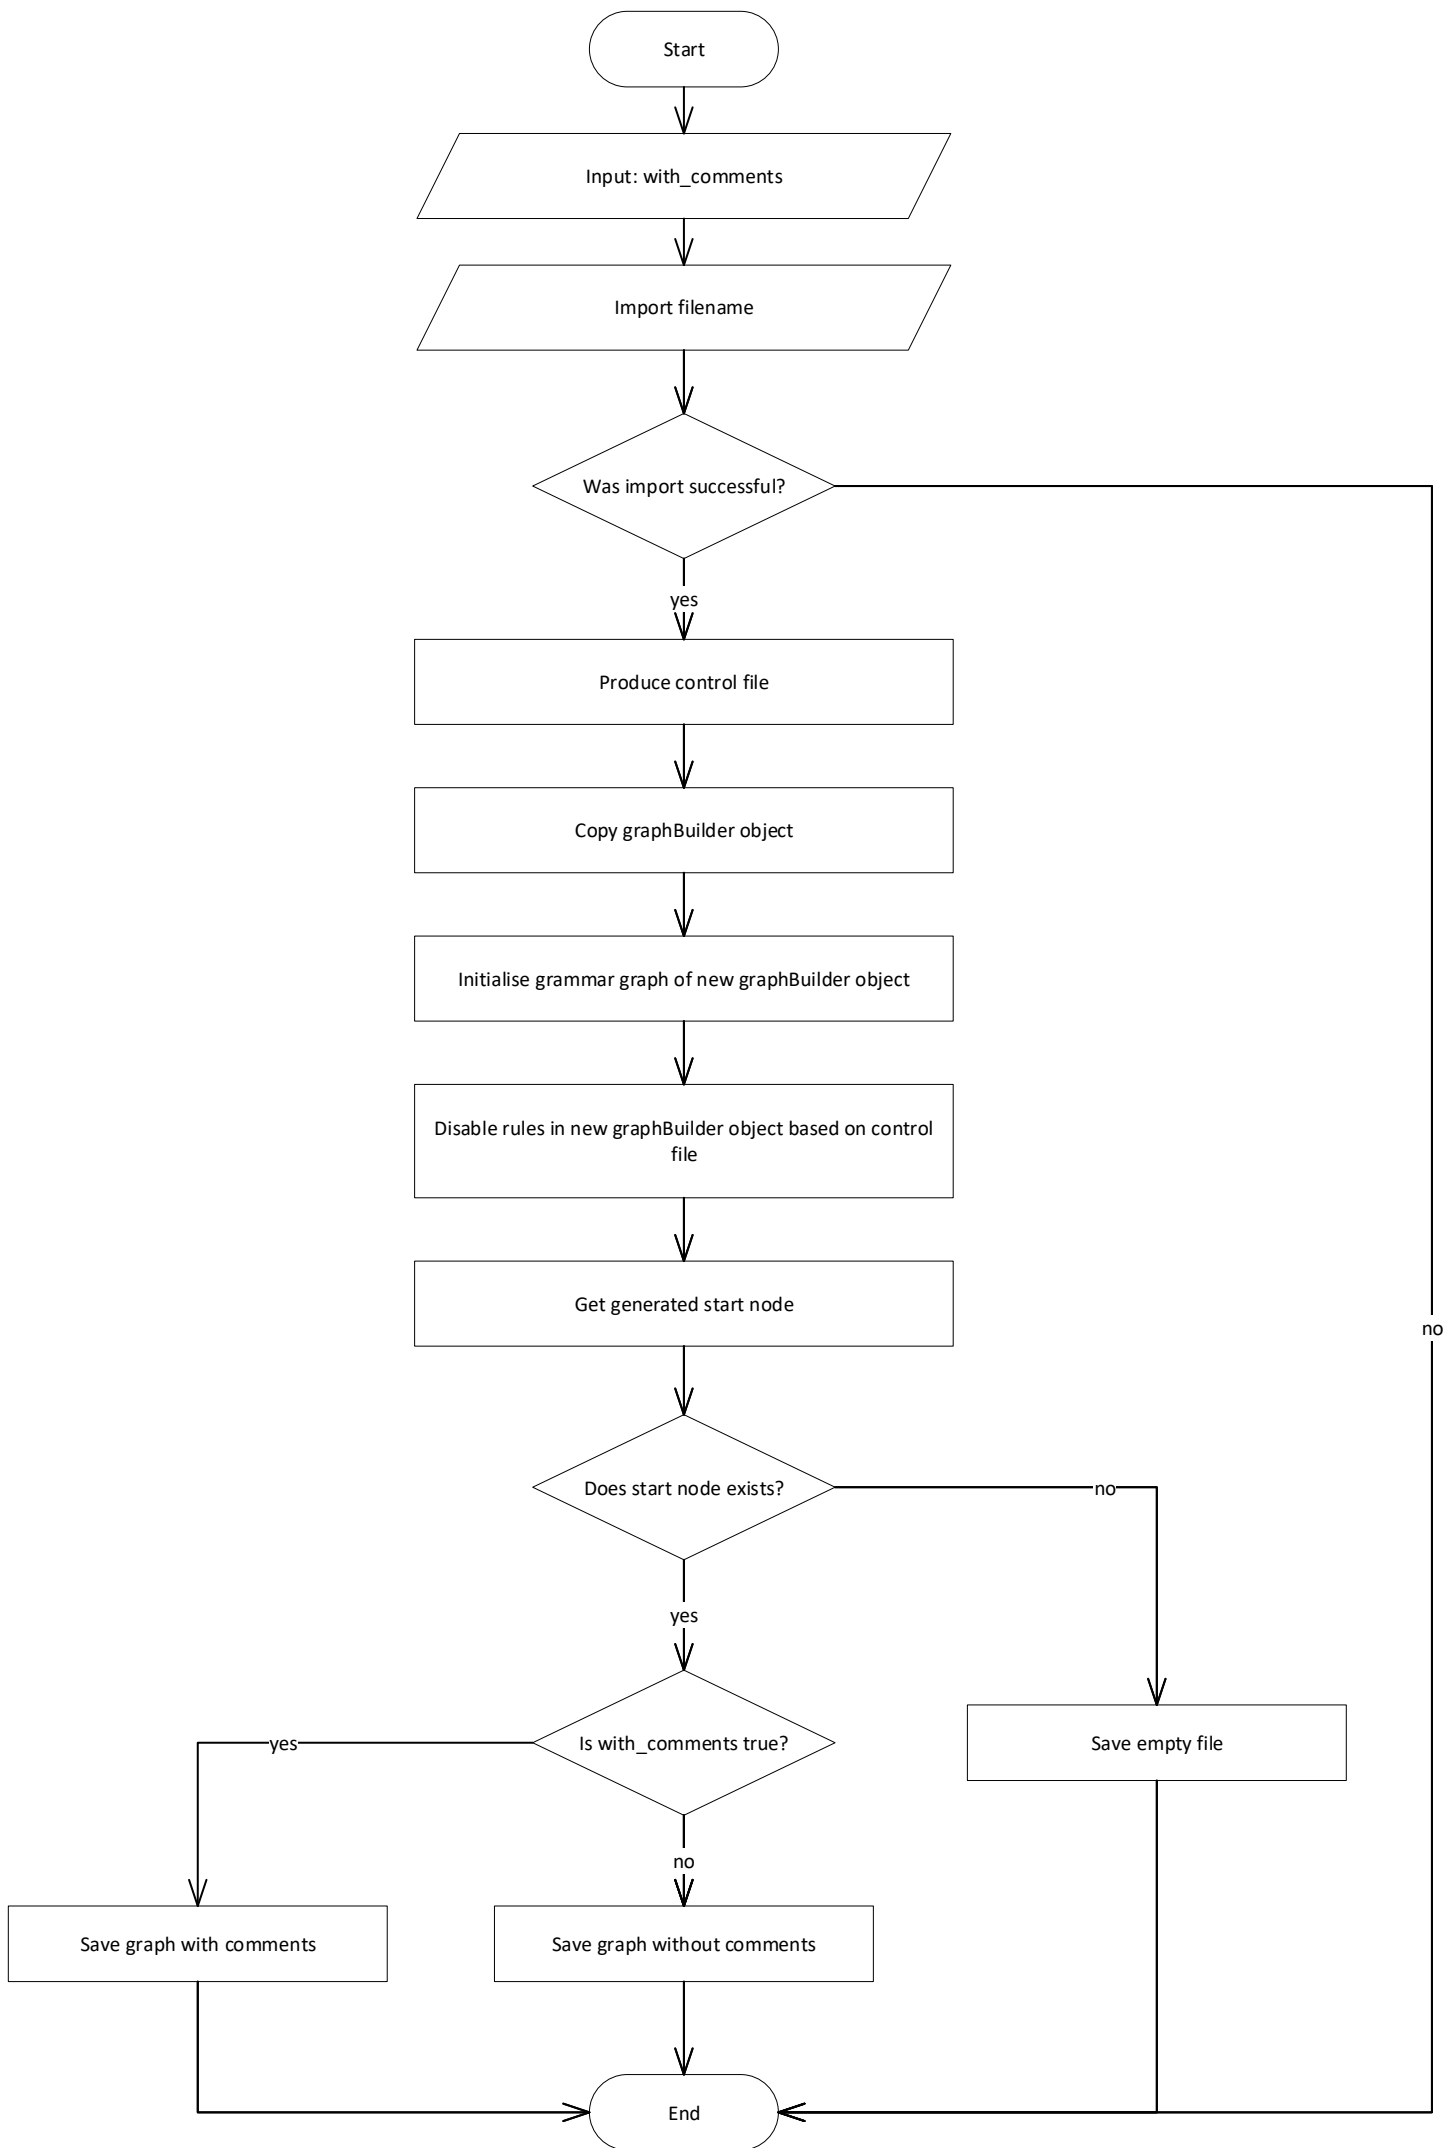 Start
Input: with_comments
Import filename
Was import successful?
yes
Produce control file
Copy graphBuilder object
Initialise grammar graph of new graphBuilder object
Disable rules in new graphBuilder object based on control
file
Get generated start node
no
Does start node exists?
no
yes
Is with_comments true?
yes
Save empty file
no
Save graph with comments
Save graph without comments
End